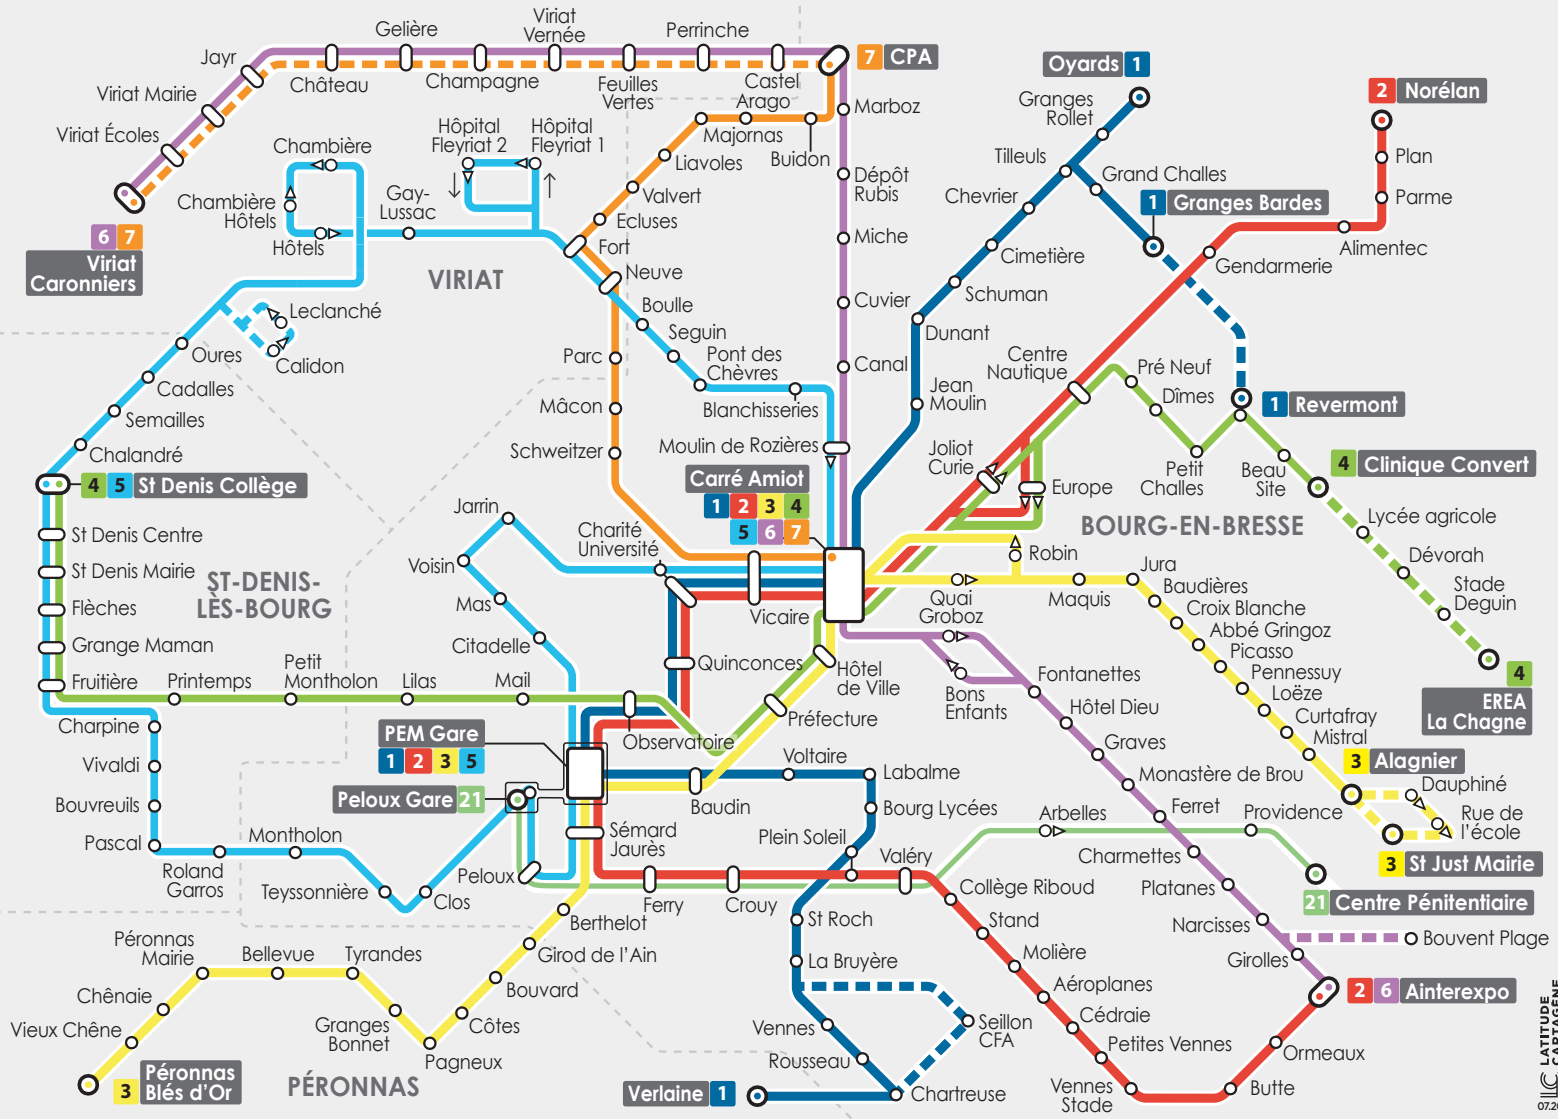 Viriat
Vernée
Gelière
Perrinche
Jayr
7 CPA
Château
Champagne
Feuilles
Vertes
Castel
Oyards 1
2 Norélan
Viriat Mairie
Viriat Écoles
Arago
Majornas
Buidon
Marboz
Granges
Rollet
Chambière
Hôpital
Fleyriat 2
Hôpital
Fleyriat 1
Liavoles
Tilleuls
Plan
Dépôt
Rubis
Grand Challes
Chambière
Hôtels
Gay-
Lussac
Valvert
Chevrier
1 Granges Bardes
Parme
Ecluses
6 7
Viriat
Caronniers
Hôtels
Fort
Miche
Cimetière
Alimentec
VIRIAT
Neuve
Gendarmerie
Leclanché
Boulle
Cuvier
Schuman
Seguin
Dunant
Oures
Calidon
Parc
Pont des
Chèvres
Canal
Centre
Nautique
Pré Neuf
Cadalles
Dîmes
Jean
Moulin
Semailles
Mâcon
Blanchisseries
1 Revermont
Chalandré
Schweitzer
Moulin de Rozières
Joliot
Curie
Petit
Challes
Beau
Site
4 Clinique Convert
4 5 St Denis Collège
Carré Amiot
1 2 3 4
5 6 7
Europe
Jarrin
BOURG-EN-BRESSE
Lycée agricole
St Denis Centre
Charité
Université
Robin
Dévorah
Voisin
Jura
St Denis Mairie
ST-DENIS-
LÈS-BOURG
Baudières
Stade
Deguin
Flèches
Mas
Vicaire
Quai
Groboz
Maquis
Croix Blanche
Abbé Gringoz
Grange Maman
Citadelle
Picasso
Petit
Montholon
Quinconces
Hôtel
de Ville
Fontanettes
Pennessuy
4
EREA
La Chagne
Fruitière
Printemps
Lilas
Mail
Bons
Enfants
Loëze
Charpine
Hôtel Dieu
Préfecture
Curtafray
PEM Gare
1 2 3 5
Observatoire
Graves
Mistral
Vivaldi
Voltaire
3 Alagnier
Labalme
Monastère de Brou
Dauphiné
Bouvreuils
Peloux Gare 21
Baudin
Bourg Lycées
Arbelles
Ferret
Providence
Rue de
l'école
Montholon
Sémard
Jaurès
Plein Soleil
Pascal
Valéry
Charmettes
3 St Just Mairie
Roland
Garros
Peloux
Teyssonnière
Clos
Ferry
Crouy
Collège Riboud
Platanes
21 Centre Pénitentiaire
Berthelot
St Roch
Stand
Narcisses
Péronnas
Mairie
Bellevue
Tyrandes
Girod de l'Ain
Molière
Bouvent Plage
La Bruyère
Girolles
Bouvard
Aéroplanes
2 6 Ainterexpo
Chênaie
Vieux Chêne
Granges
Bonnet
Côtes
Vennes
Seillon
CFA
Cédraie
Petites Vennes
Ormeaux
Pagneux
Rousseau
3 Péronnas
Blés d'Or
PÉRONNAS
Verlaine 1
Chartreuse
Vennes
Stade
Butte
LATITUDE
CARTAGÈNE